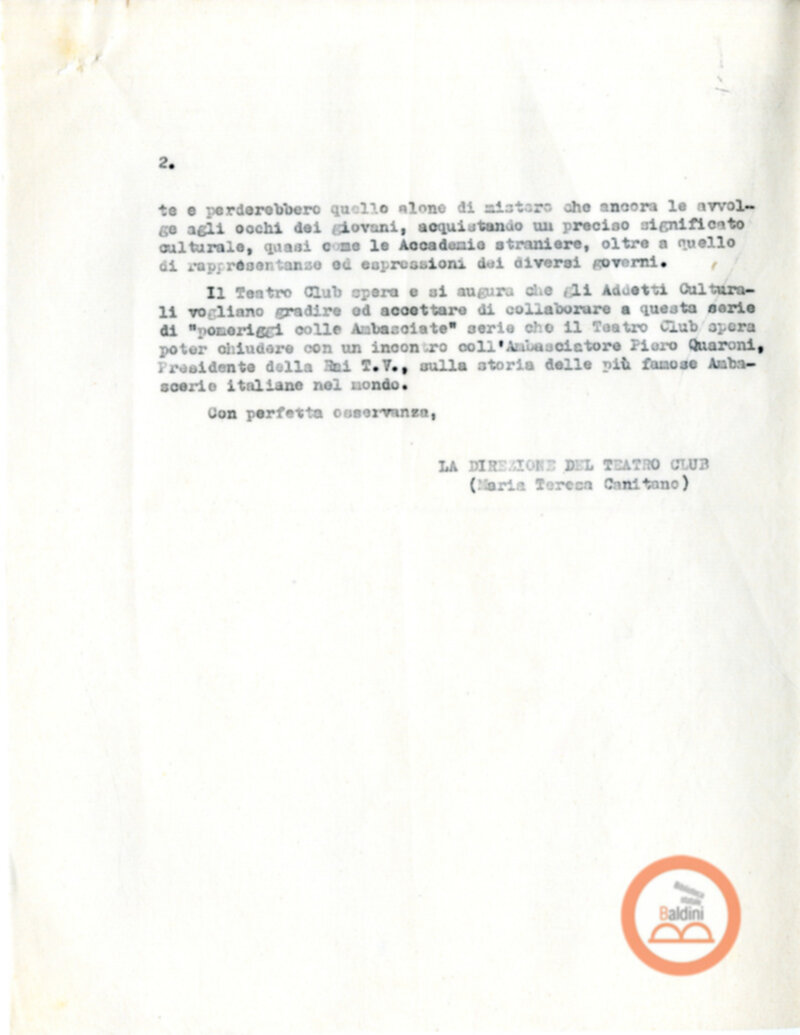 2.
te e perderebbero quello alone di mistero che ancora le avvol-
ge agli occhi dei giovani, acquistando un preciso significato
culturale, quasi come le Accademie straniere, oltre a quello
di rappresentanze ed espressioni dei diversi governi.
Il Teatro Club spera e si augura che gli Addetti Cultura-
li vogliano gradire ed accettare di collaborare a questa serie
di "pomeriggi colle Ambasciate" serie che il Teatro Club spera
poter chiudere con un incontro coll'Ambasciatore Piero Quaroni,
Presidente della Rai T.V., sulla storia delle più famose Amba-
scerie italiane nel mondo.
Con perfetta osservanza,
LA DIREZIONE DEL TEATRO CLUB
(Maria Teresa Canitano)
Biblioteca
statale
Baldini